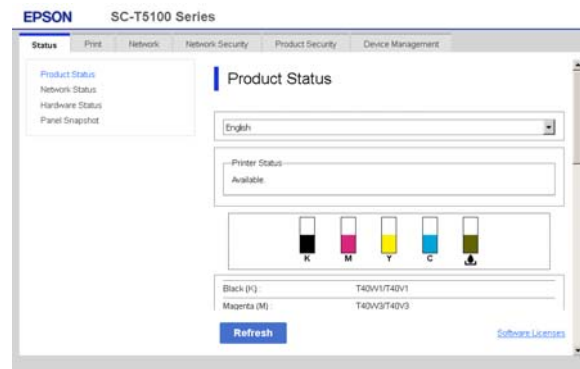 EPSON SC-T5100 Series
Status Print Network Network Security Product Security Device Management
Product Status
Network Status
Hardware Status
Panel Snapshot
Product Status
English
Printer Status
Available.
K M Y C
Black (K) : T40W1/T40V1
Magenta (M) : T40W3/T40V3
Refresh Software Licenses